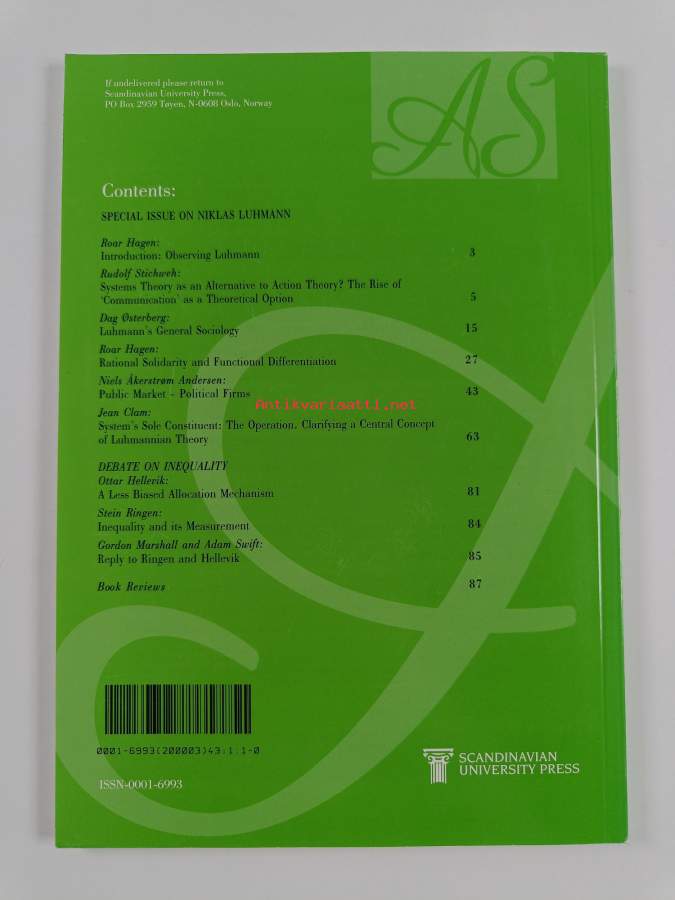 If undelivered please return to
Scandinavian University Press,
PO Box 2959 Tøyen, N-0608 Oslo, Norway
AS
Contents:
SPECIAL ISSUE ON NIKLAS LUHMANN
Roar Hagen:
Introduction: Observing Luhmann 3
Rudolf Stichweh:
Systems Theory as an Alternative to Action Theory? The Rise of
'Communication' as a Theoretical Option 5
Dag Østerberg:
Luhmann's General Sociology 15
Roar Hagen:
Rational Solidarity and Functional Differentiation 27
Niels Åkerstrøm Andersen:
Public Market - Political Firms 43
Antikvariaatti.net
Jean Clam:
System's Sole Constituent: The Operation. Clarifying a Central Concept
of Luhmannian Theory 63
DEBATE ON INEQUALITY
Ottar Hellevik:
A Less Biased Allocation Mechanism 81
Stein Ringen:
Inequality and its Measurement 84
Gordon Marshall and Adam Swift:
Reply to Ringen and Hellevik 85
Book Reviews 87
0001-6993(200003)43:1.1-0
ISSN-0001-6993
SCANDINAVIAN
UNIVERSITY PRESS